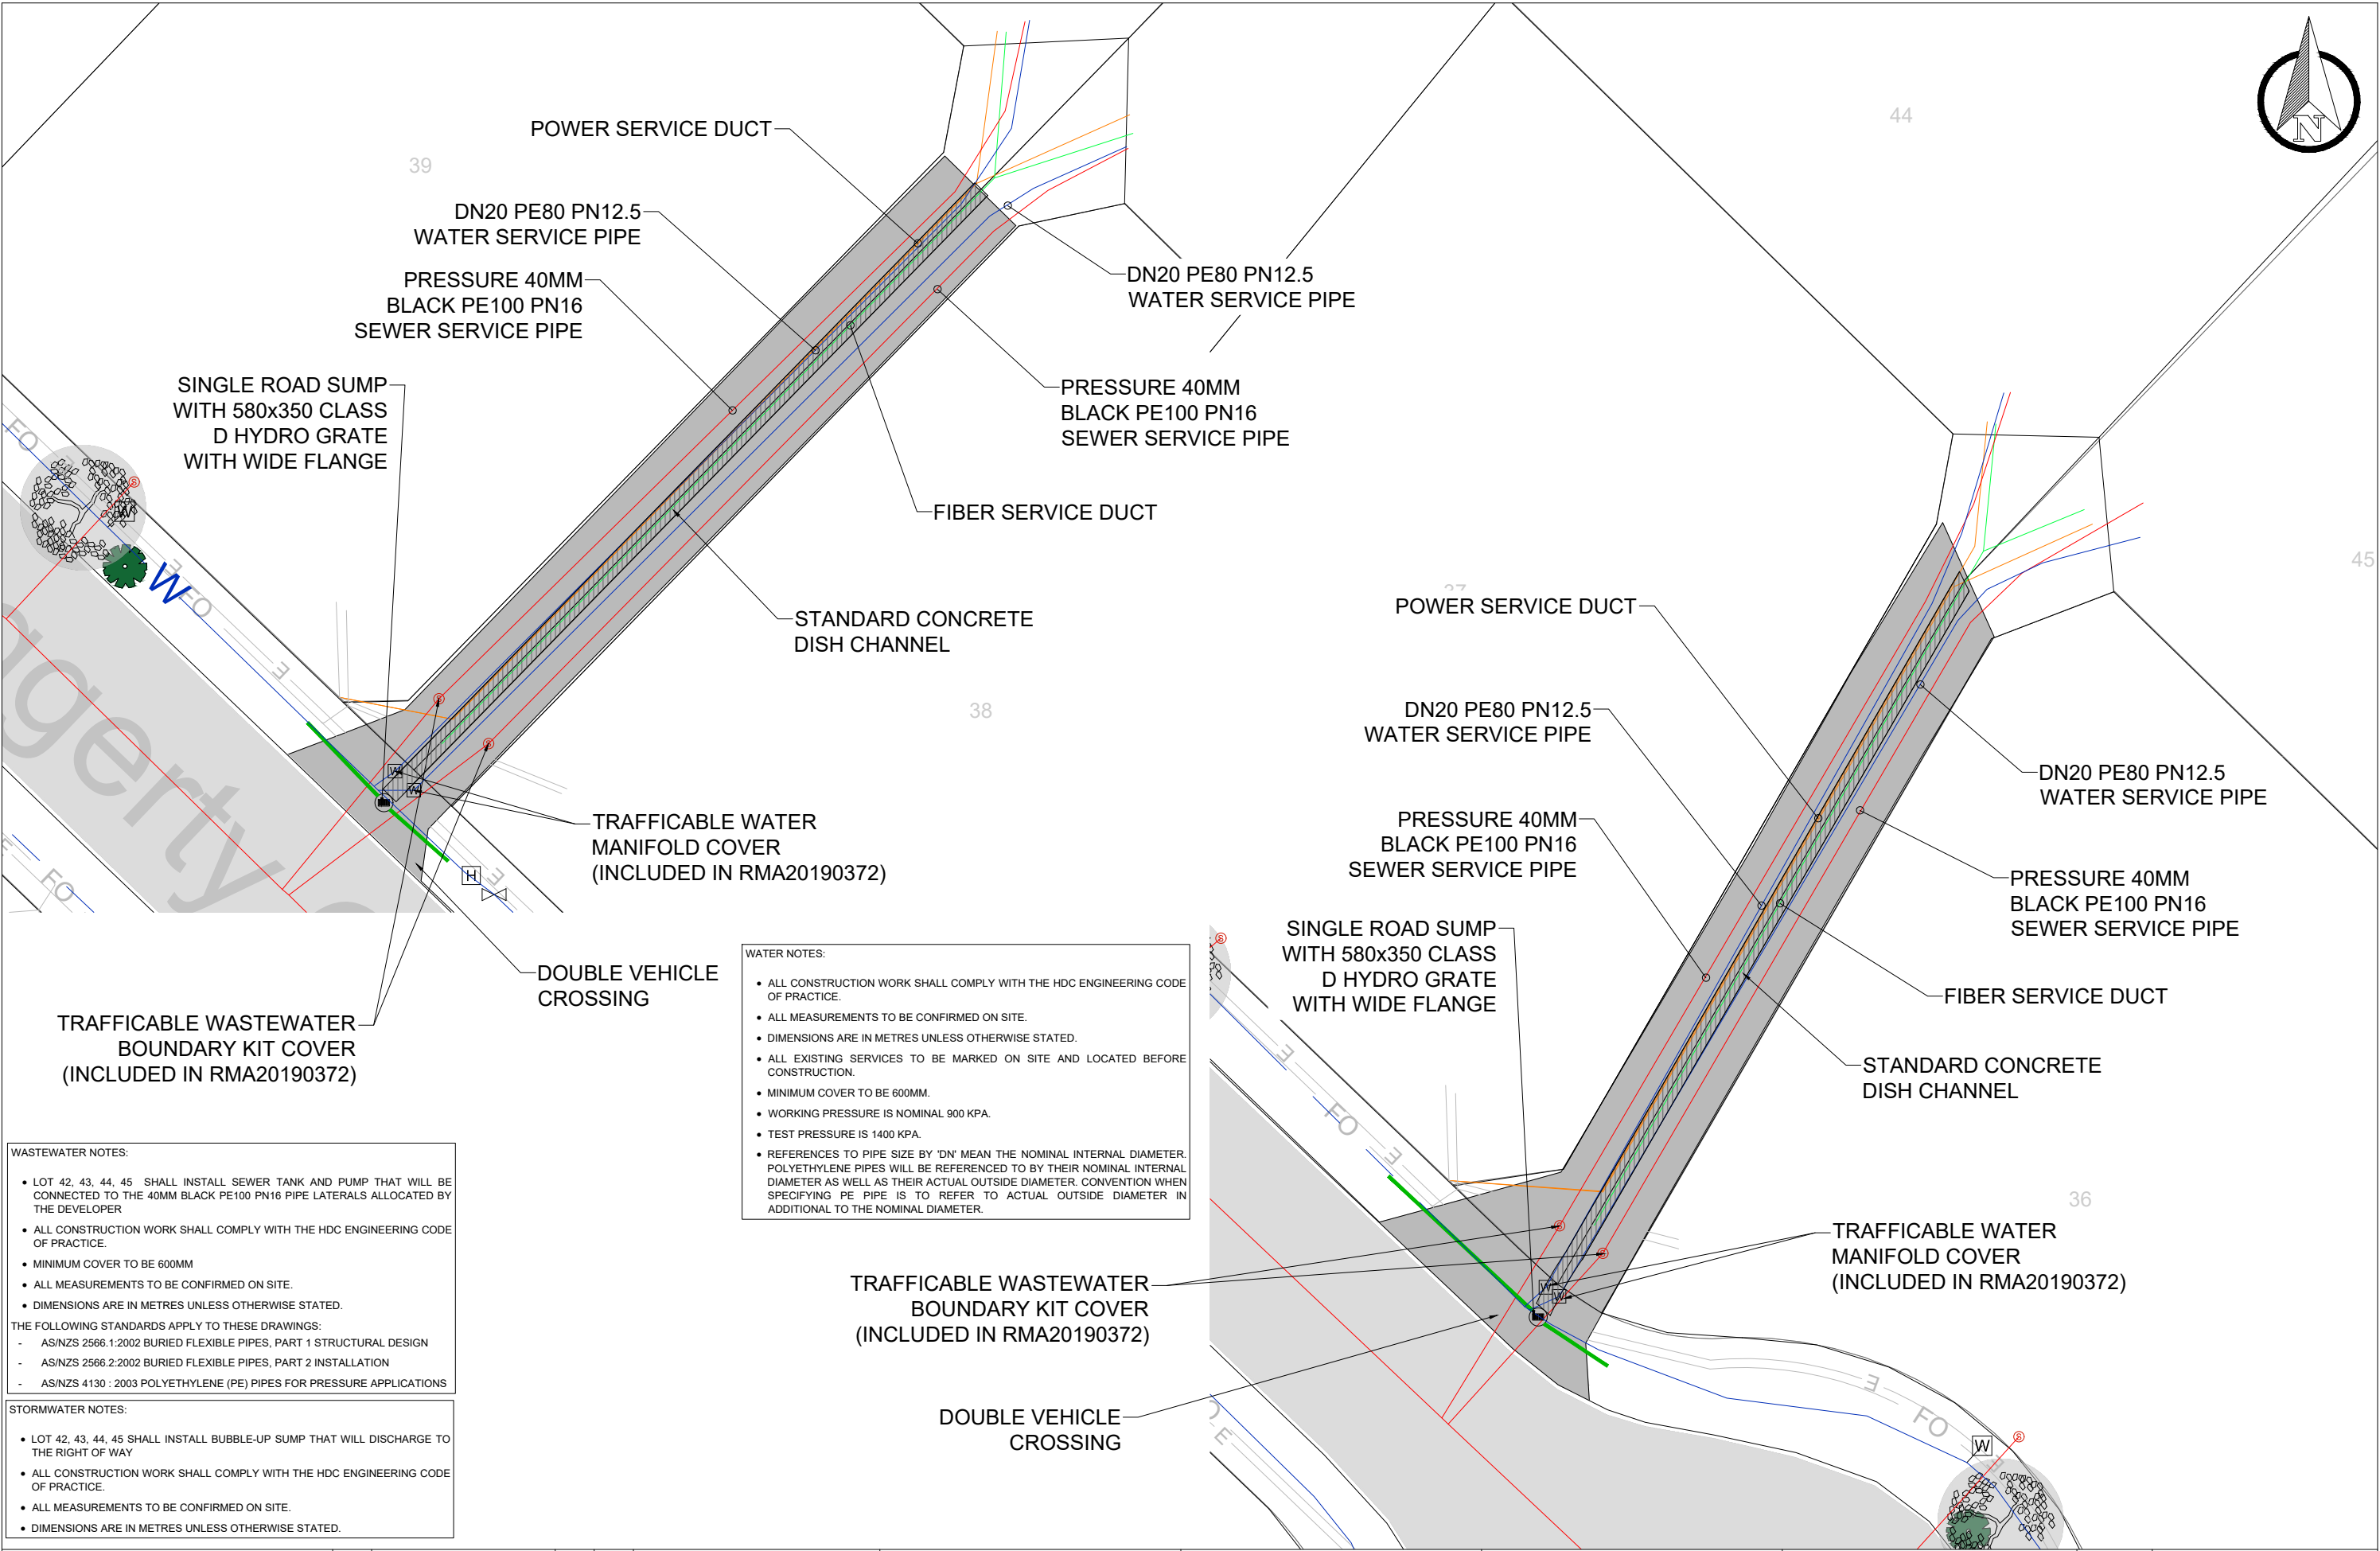 39
44
N
POWER SERVICE DUCT
DN20 PE80 PN12.5
WATER SERVICE PIPE
PRESSURE 40MM
BLACK PE100 PN16
SEWER SERVICE PIPE
SINGLE ROAD SUMP
WITH 580x350 CLASS
D HYDRO GRATE
WITH WIDE FLANGE
DN20 PE80 PN12.5
WATER SERVICE PIPE
PRESSURE 40MM
BLACK PE100 PN16
SEWER SERVICE PIPE
FIBER SERVICE DUCT
STANDARD CONCRETE
DISH CHANNEL
38
FO
E
S
W
W
E
FO
E
S
S
W
W
H
E
FO
TRAFFICABLE WATER
MANIFOLD COVER
(INCLUDED IN RMA20190372)
DOUBLE VEHICLE
CROSSING
TRAFFICABLE WASTEWATER
BOUNDARY KIT COVER
(INCLUDED IN RMA20190372)
45
POWER SERVICE DUCT
DN20 PE80 PN12.5
WATER SERVICE PIPE
PRESSURE 40MM
BLACK PE100 PN16
SEWER SERVICE PIPE
SINGLE ROAD SUMP
WITH 580x350 CLASS
D HYDRO GRATE
WITH WIDE FLANGE
DN20 PE80 PN12.5
WATER SERVICE PIPE
PRESSURE 40MM
BLACK PE100 PN16
SEWER SERVICE PIPE
FIBER SERVICE DUCT
STANDARD CONCRETE
DISH CHANNEL
36
S
E
FO
E
S
S
W
W
TRAFFICABLE WATER
MANIFOLD COVER
(INCLUDED IN RMA20190372)
TRAFFICABLE WASTEWATER
BOUNDARY KIT COVER
(INCLUDED IN RMA20190372)
DOUBLE VEHICLE
CROSSING
E
E
FO
W
S
WATER NOTES:
• ALL CONSTRUCTION WORK SHALL COMPLY WITH THE HDC ENGINEERING CODE
OF PRACTICE.
• ALL MEASUREMENTS TO BE CONFIRMED ON SITE.
• DIMENSIONS ARE IN METRES UNLESS OTHERWISE STATED.
• ALL EXISTING SERVICES TO BE MARKED ON SITE AND LOCATED BEFORE
CONSTRUCTION.
• MINIMUM COVER TO BE 600MM.
• WORKING PRESSURE IS NOMINAL 900 KPA.
• TEST PRESSURE IS 1400 KPA.
• REFERENCES TO PIPE SIZE BY 'DN' MEAN THE NOMINAL INTERNAL DIAMETER.
POLYETHYLENE PIPES WILL BE REFERENCED TO BY THEIR NOMINAL INTERNAL
DIAMETER AS WELL AS THEIR ACTUAL OUTSIDE DIAMETER. CONVENTION WHEN
SPECIFYING PE PIPE IS TO REFER TO ACTUAL OUTSIDE DIAMETER IN
ADDITIONAL TO THE NOMINAL DIAMETER.
WASTEWATER NOTES:
• LOT 42, 43, 44, 45 SHALL INSTALL SEWER TANK AND PUMP THAT WILL BE
CONNECTED TO THE 40MM BLACK PE100 PN16 PIPE LATERALS ALLOCATED BY
THE DEVELOPER
• ALL CONSTRUCTION WORK SHALL COMPLY WITH THE HDC ENGINEERING CODE
OF PRACTICE.
• MINIMUM COVER TO BE 600MM
• ALL MEASUREMENTS TO BE CONFIRMED ON SITE.
• DIMENSIONS ARE IN METRES UNLESS OTHERWISE STATED.
THE FOLLOWING STANDARDS APPLY TO THESE DRAWINGS:
- AS/NZS 2566.1:2002 BURIED FLEXIBLE PIPES, PART 1 STRUCTURAL DESIGN
- AS/NZS 2566.2:2002 BURIED FLEXIBLE PIPES, PART 2 INSTALLATION
- AS/NZS 4130 : 2003 POLYETHYLENE (PE) PIPES FOR PRESSURE APPLICATIONS
STORMWATER NOTES:
• LOT 42, 43, 44, 45 SHALL INSTALL BUBBLE-UP SUMP THAT WILL DISCHARGE TO
THE RIGHT OF WAY
• ALL CONSTRUCTION WORK SHALL COMPLY WITH THE HDC ENGINEERING CODE
OF PRACTICE.
• ALL MEASUREMENTS TO BE CONFIRMED ON SITE.
• DIMENSIONS ARE IN METRES UNLESS OTHERWISE STATED.